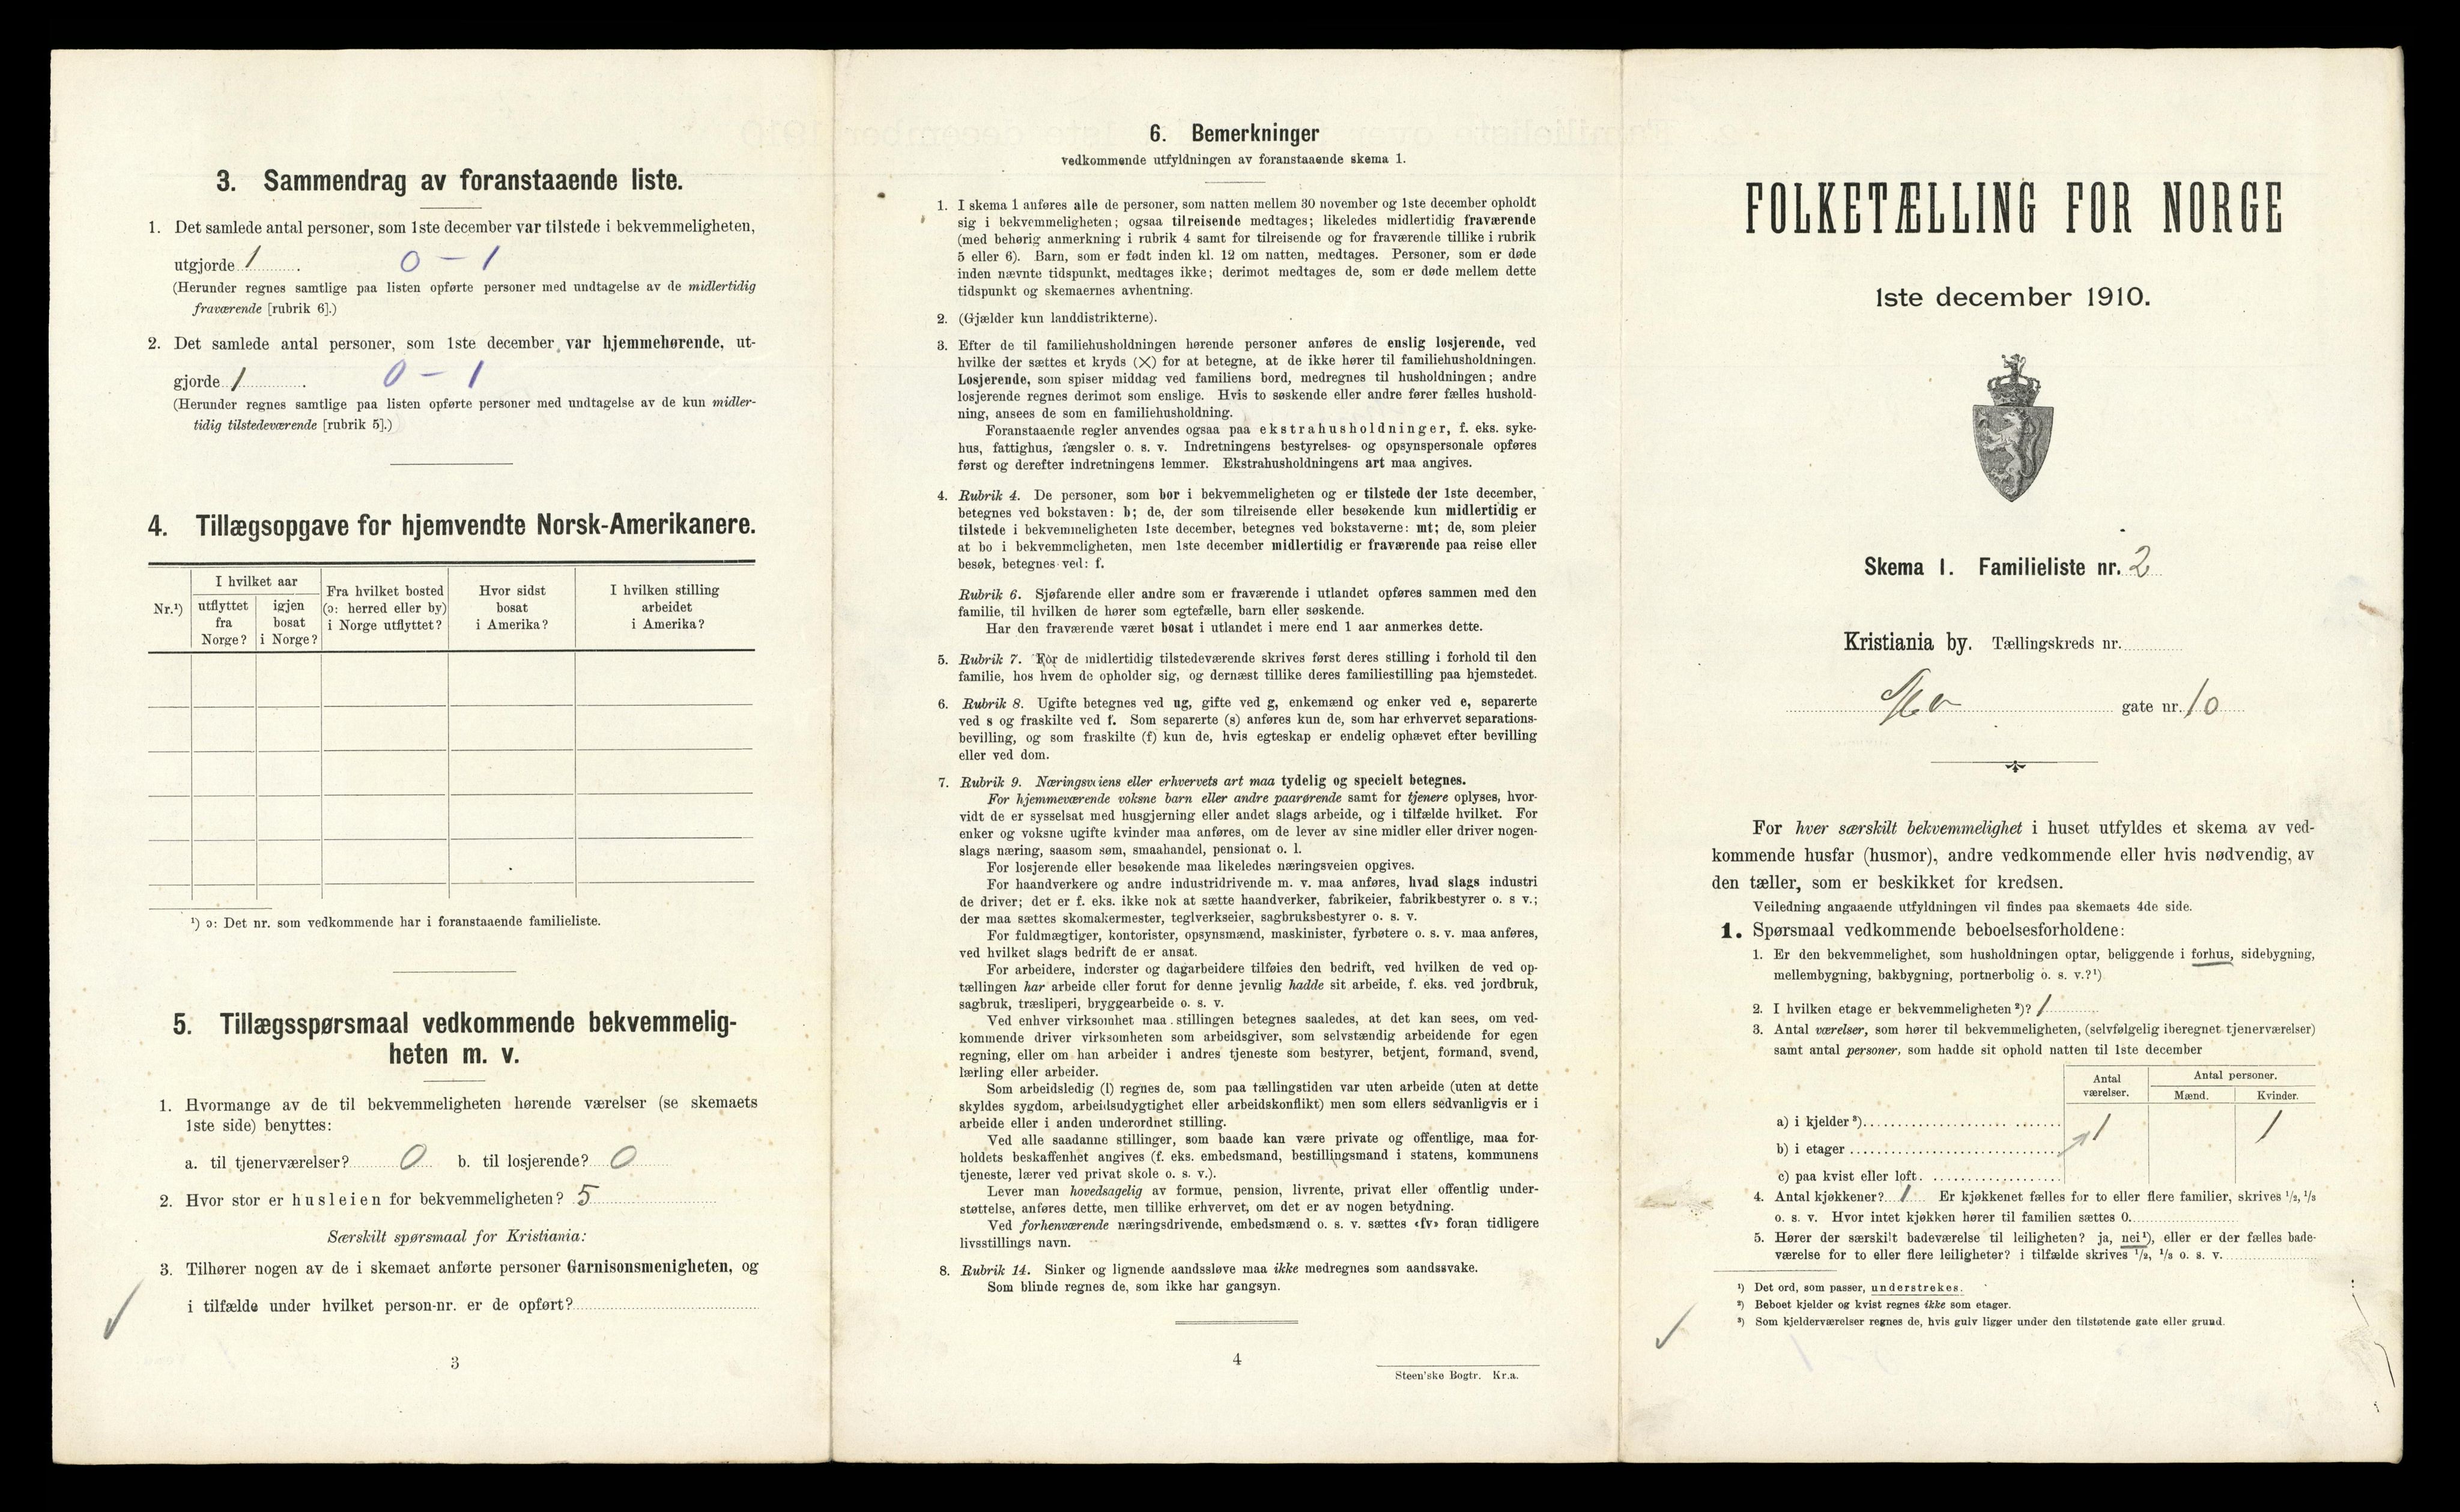 3. Sammendrag av foranstaaende liste.
1. Det samlede antal personer, som 1ste december var tilstede i bekvemmeligheten,
utgjorde 1. 0 – 1
(Herunder regnes samtlige paa listen opførte personer med undtagelse av de midlertidig
fraværende [rubrik 6].)
2. Det samlede antal personer, som 1ste december var hjemmehørende, ut-
gjorde 1. 0 – 1
(Herunder regnes samtlige paa listen opførte personer med undtagelse av de kun midler-
tidig tilstedeværende [rubrik 5].)
4. Tillægsopgave for hjemvendte Norsk-Amerikanere.
Nr.¹)
I hvilket aar
utflyttet
fra
Norge?
igjen
bosat
i Norge?
Fra hvilket bosted
(ɔ: herred eller by)
i Norge utflyttet?
Hvor sidst
bosat
i Amerika?
I hvilken stilling
arbeidet
i Amerika?
¹) ɔ: Det nr. som vedkommende har i foranstaaende familieliste.
5. Tillægsspørsmaal vedkommende bekvemmelig-
heten m. v.
1. Hvormange av de til bekvemmeligheten hørende værelser (se skemaets
1ste side) benyttes:
a. til tjenerværelser? 0 b. til losjerende? 0
2. Hvor stor er husleien for bekvemmeligheten? 5
Særskilt spørsmaal for Kristiania:
3. Tilhører nogen av de i skemaet anførte personer Garnisonsmenigheten, og
i tilfælde under hvilket person-nr. er de opført?
3
6. Bemerkninger
vedkommende utfyldningen av foranstaaende skema 1.
1. I skema 1 anføres alle de personer, som natten mellem 30 november og 1ste december opholdt
sig i bekvemmeligheten; ogsaa tilreisende medtages; likeledes midlertidig fraværende
(med behørig anmerkning i rubrik 4 samt for tilreisende og for fraværende tillike i rubrik
5 eller 6). Barn, som er født inden kl. 12 om natten, medtages. Personer, som er døde
inden nævnte tidspunkt, medtages ikke; derimot medtages de, som er døde mellem dette
tidspunkt og skemaernes avhentning.
2. (Gjælder kun landdistrikterne).
3. Efter de til familiehusholdningen hørende personer anføres de enslig losjerende, ved
hvilke der sættes et kryds (×) for at betegne, at de ikke hører til familiehusholdningen.
Losjerende, som spiser middag ved familiens bord, medregnes til husholdningen; andre
losjerende regnes derimot som enslige. Hvis to søskende eller andre fører fælles hushold-
ning, ansees de som en familiehusholdning.
Foranstaaende regler anvendes ogsaa paa ekstrahusholdninger, f. eks. syke-
hus, fattighus, fængsler o. s. v. Indretningens bestyrelses- og opsynspersonale opføres
først og derefter indretningens lemmer. Ekstrahusholdningens art maa angives.
4. Rubrik 4. De personer, som bor i bekvemmeligheten og er tilstede der 1ste december,
betegnes ved bokstaven: b; de, der som tilreisende eller besøkende kun midlertidig er
tilstede i bekvemmeligheten 1ste december, betegnes ved bokstaverne: mt; de, som pleier
at bo i bekvemmeligheten, men 1ste december midlertidig er fraværende paa reise eller
besøk, betegnes ved: f.
Rubrik 6. Sjøfarende eller andre som er fraværende i utlandet opføres sammen med den
familie, til hvilken de hører som egtefælle, barn eller søskende.
Har den fraværende været bosat i utlandet i mere end 1 aar anmerkes dette.
5. Rubrik 7. For de midlertidig tilstedeværende skrives først deres stilling i forhold til den
familie, hos hvem de opholder sig, og dernæst tillike deres familiestilling paa hjemstedet.
6. Rubrik 8. Ugifte betegnes ved ug, gifte ved g, enkemænd og enker ved e, separerte
ved s og fraskilte ved f. Som separerte (s) anføres kun de, som har erhvervet separations-
bevilling, og som fraskilte (f) kun de, hvis egteskap er endelig ophævet efter bevilling
eller ved dom.
7. Rubrik 9. Næringsveiens eller erhvervets art maa tydelig og specielt betegnes.
For hjemmeværende voksne barn eller andre paarørende samt for tjenere oplyses, hvor-
vidt de er sysselsat med husgjerning eller andet slags arbeide, og i tilfælde hvilket. For
enker og voksne ugifte kvinder maa anføres, om de lever av sine midler eller driver nogen-
slags næring, saasom søm, smaahandel, pensionat o. l.
For losjerende eller besøkende maa likeledes næringsveien opgives.
For haandverkere og andre industridrivende m. v. maa anføres, hvad slags industri
de driver; det er f. eks. ikke nok at sætte haandverker, fabrikeier, fabrikbestyrer o. s v.;
der maa sættes skomakermester, teglverkseier, sagbruksbestyrer o. s. v.
For fuldmægtiger, kontorister, opsynsmænd, maskinister, fyrbøtere o. s. v. maa anføres,
ved hvilket slags bedrift de er ansat.
For arbeidere, inderster og dagarbeidere tilføies den bedrift, ved hvilken de ved op-
tællingen har arbeide eller forut for denne jevnlig hadde sit arbeide, f. eks. ved jordbruk,
sagbruk, træsliperi, bryggearbeide o. s. v.
Ved enhver virksomhet maa stillingen betegnes saaledes, at det kan sees, om ved-
kommende driver virksomheten som arbeidsgiver, som selvstændig arbeidende for egen
regning, eller om han arbeider i andres tjeneste som bestyrer, betjent, formand, svend,
lærling eller arbeider.
Som arbeidsledig (l) regnes de, som paa tællingstiden var uten arbeide (uten at dette
skyldes sygdom, arbeidsudygtighet eller arbeidskonflikt) men som ellers sedvanligvis er i
arbeide eller i anden underordnet stilling.
Ved alle saadanne stillinger, som baade kan være private og offentlige, maa for-
holdets beskaffenhet angives (f. eks. embedsmand, bestillingsmand i statens, kommunens
tjeneste, lærer ved privat skole o. s. v.).
Lever man hovedsagelig av formue, pension, livrente, privat eller offentlig under-
støttelse, anføres dette, men tillike erhvervet, om det er av nogen betydning.
Ved forhenværende næringsdrivende, embedsmænd o. s. v. sættes «fv» foran tidligere
livsstillings navn.
8. Rubrik 14. Sinker og lignende aandssløve maa ikke medregnes som aandssvake.
Som blinde regnes de, som ikke har gangsyn.
4
Steen'ske Bogtr. Kr.a.
FOLKETÆLLING FOR NORGE
1ste december 1910.
Skema 1. Familieliste nr. 2
Kristiania by. Tællingskreds nr.
gate nr. 10
For hver særskilt bekvemmelighet i huset utfyldes et skema av ved-
kommende husfar (husmor), andre vedkommende eller hvis nødvendig, av
den tæller, som er beskikket for kredsen.
Veiledning angaaende utfyldningen vil findes paa skemaets 4de side.
1. Spørsmaal vedkommende beboelsesforholdene:
1. Er den bekvemmelighet, som husholdningen optar, beliggende i forhus, sidebygning,
mellembygning, bakbygning, portnerbolig o. s. v.?¹)
2. I hvilken etage er bekvemmeligheten²)? 1
3. Antal værelser, som hører til bekvemmeligheten, (selvfølgelig iberegnet tjenerværelser)
samt antal personer, som hadde sit ophold natten til 1ste december
Antal
værelser.
Antal personer.
Mænd. Kvinder.
a) i kjelder³) 1 1
b) i etager
c) paa kvist eller loft.
4. Antal kjøkkener? 1 Er kjøkkenet fælles for to eller flere familier, skrives ¹/₂, ¹/₃
o. s. v. Hvor intet kjøkken hører til familien sættes 0.
5. Hører der særskilt badeværelse til leiligheten? ja, nei¹), eller er der fælles bade-
værelse for to eller flere leiligheter? i tilfælde skrives ¹/₂, ¹/₃ o. s. v.
¹) Det ord, som passer, understrekes.
²) Beboet kjelder og kvist regnes ikke som etager.
³) Som kjelderværelser regnes de, hvis gulv ligger under den tilstøtende gate eller grund.